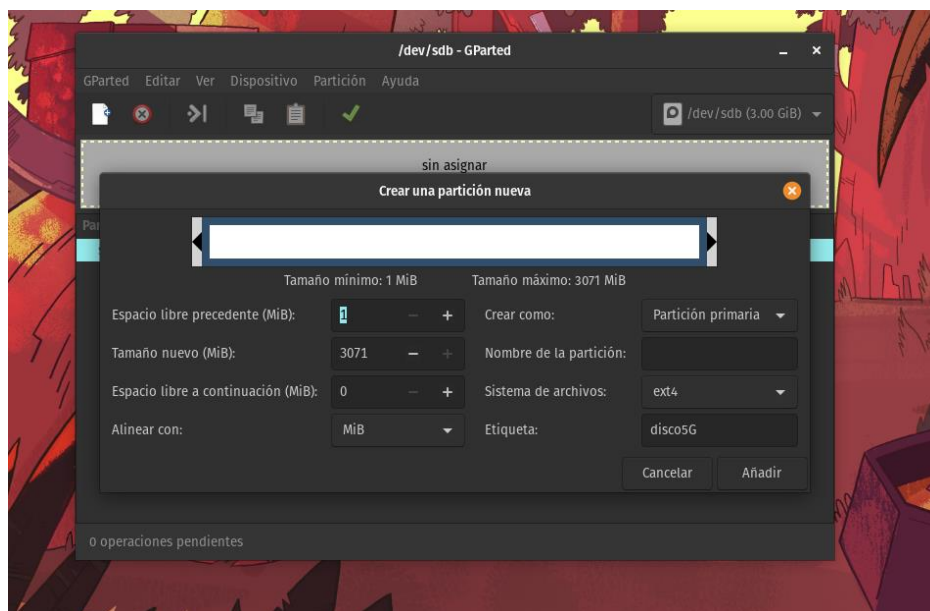 /dev/sdb - GParted
GParted Editar Ver Dispositivo Partición Ayuda
/dev/sdb (3.00 GiB)
sin asignar
Crear una partición nueva
Par
Tamaño mínimo: 1 MiB Tamaño máximo: 3071 MiB
Espacio libre precedente (MiB): 1 − + Crear como: Partición primaria
Tamaño nuevo (MiB): 3071 − + Nombre de la partición:
Espacio libre a continuación (MiB): 0 − + Sistema de archivos: ext4
Alinear con: MiB Etiqueta: disco5G
Cancelar Añadir
0 operaciones pendientes